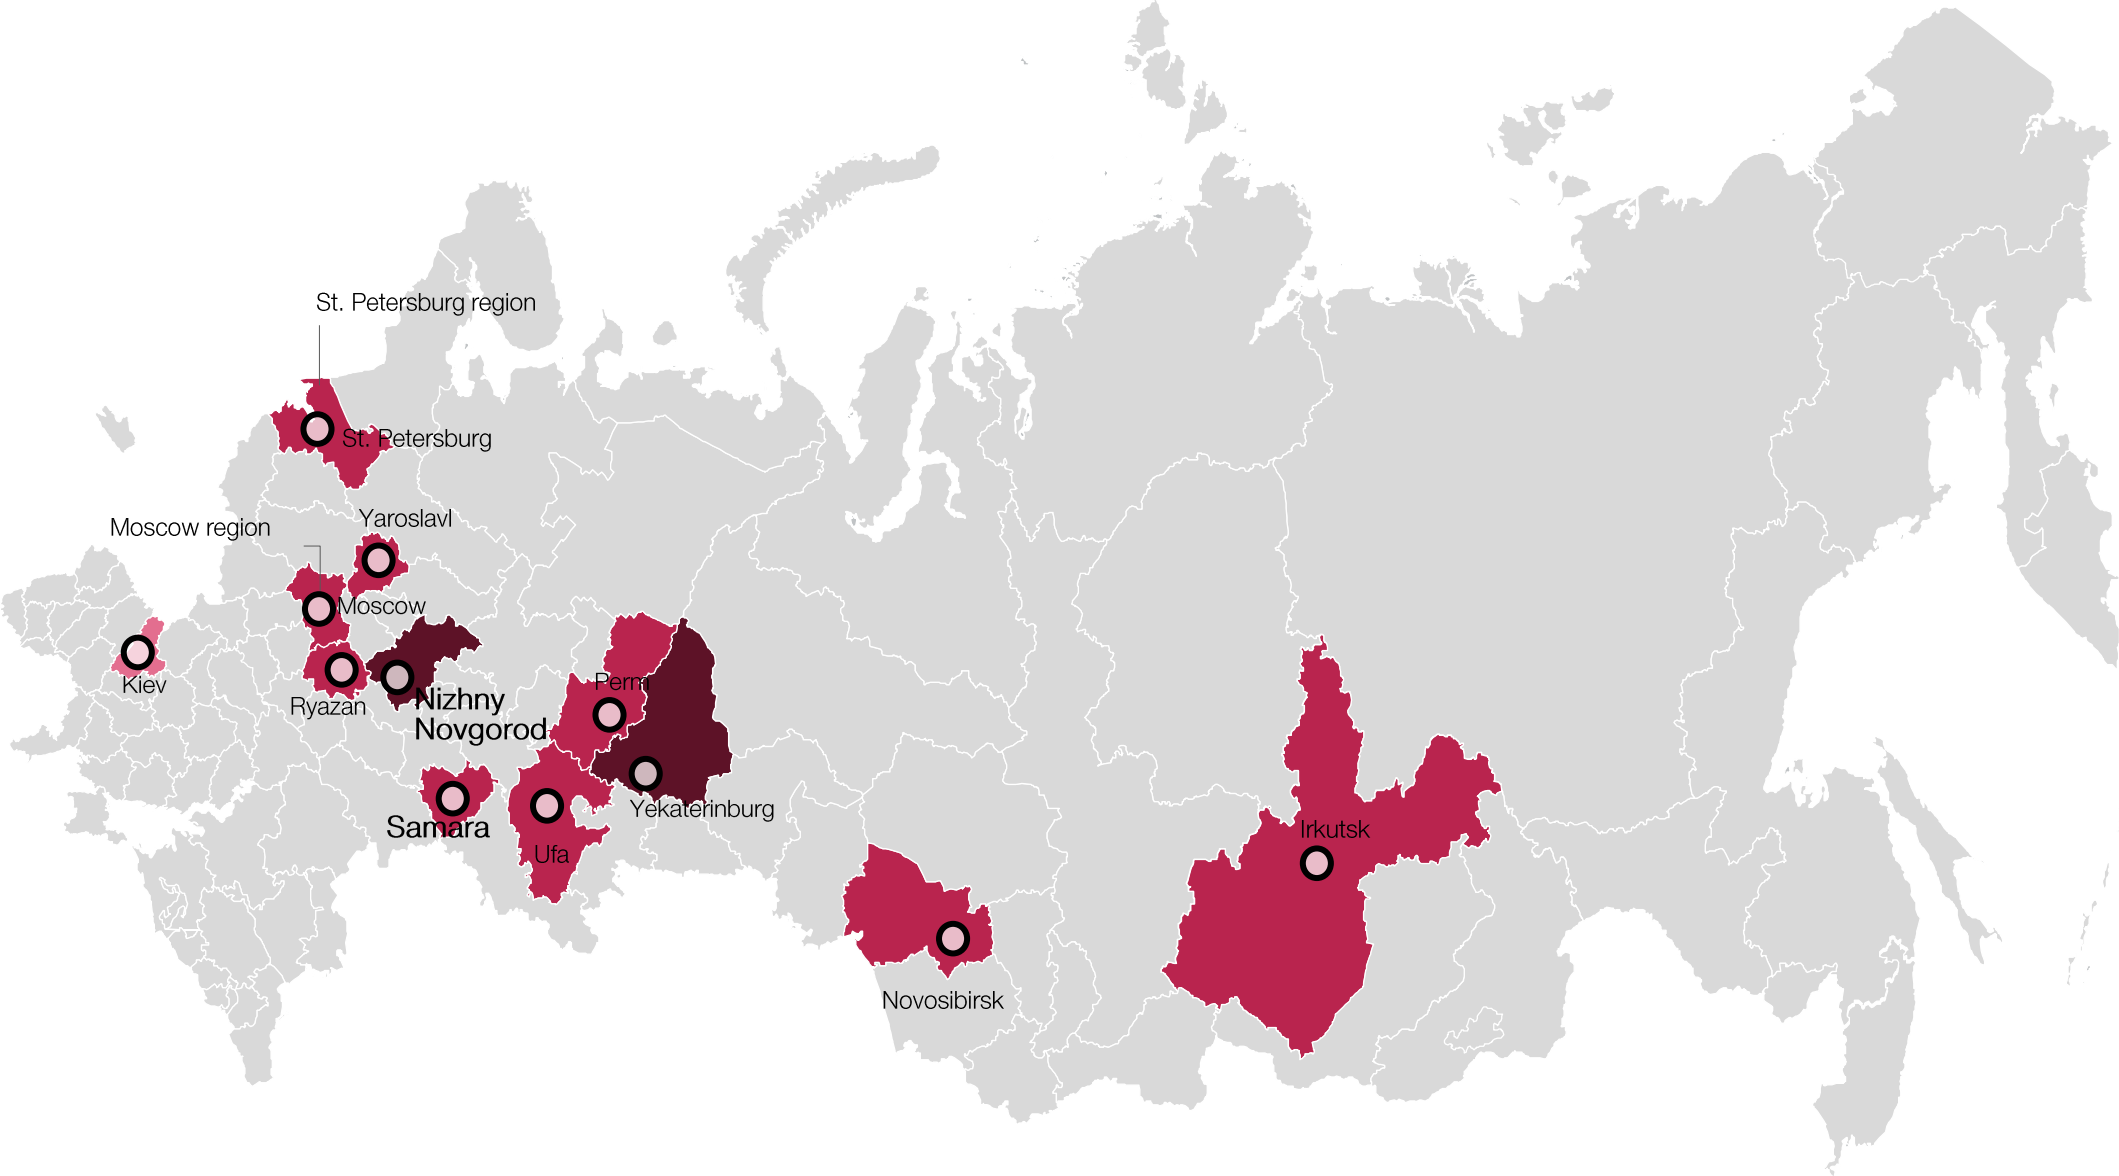 St. Petersburg region
St. Petersburg
Yaroslavl
Moscow region
Moscow
Kiev
Ryazan
Nizhny
Novgorod
Perm
Samara
Yekaterinburg
Ufa
Irkutsk
Novosibirsk